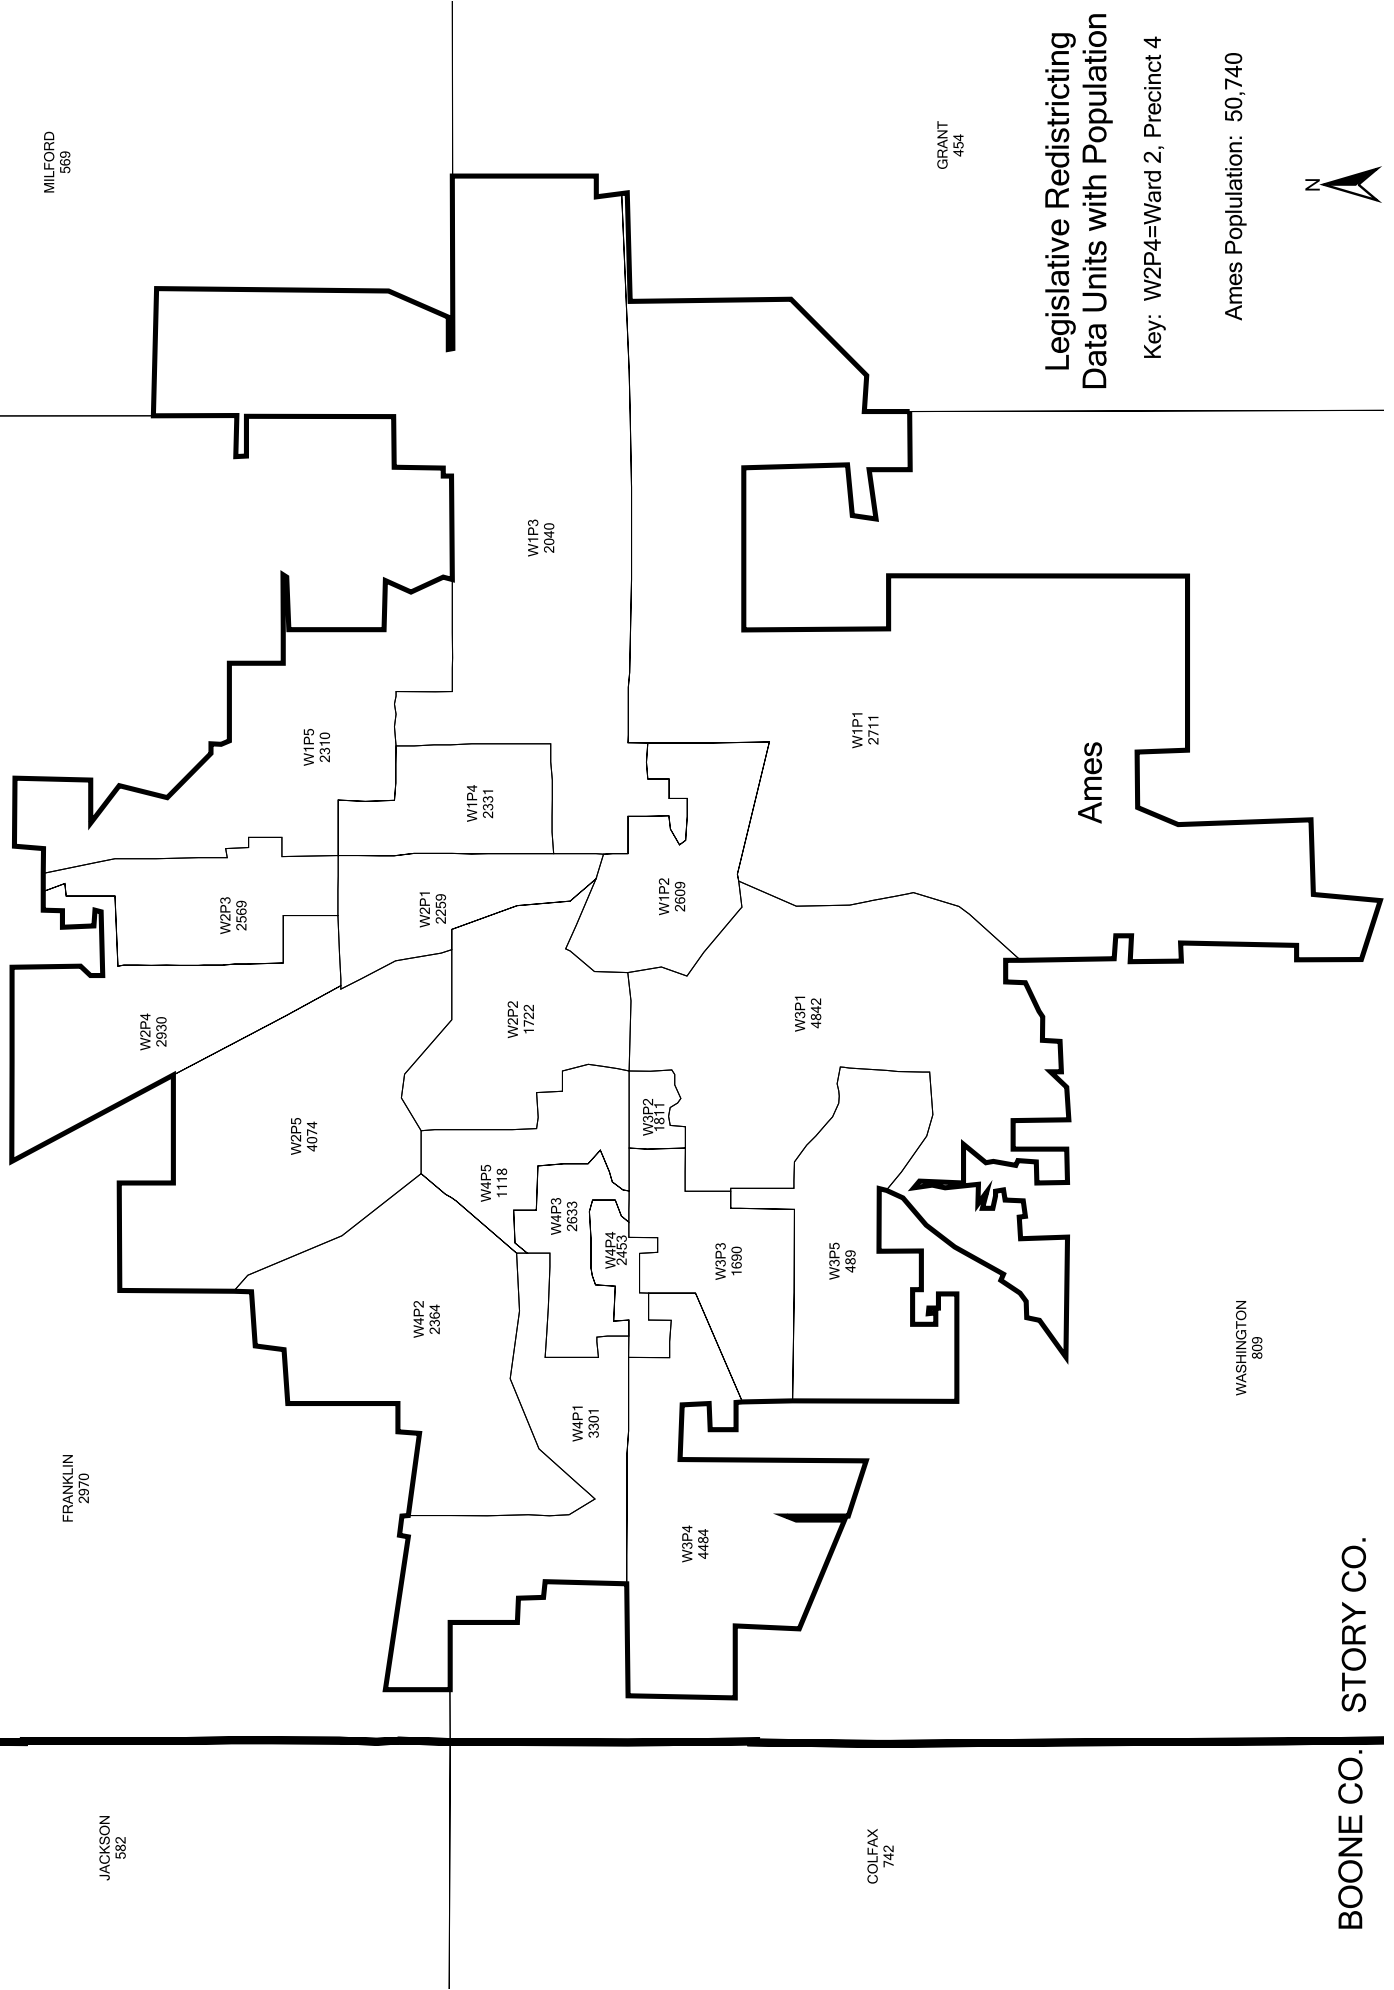 Legislative Redistricting
Data Units with Population
Key: W2P4=Ward 2, Precinct 4
Ames Poplulation: 50,740
N
MILFORD
569
GRANT
454
W1P3
2040
W1P5
2310
W1P4
2331
W1P1
2711
Ames
W2P3
2569
W2P1
2259
W1P2
2609
W2P4
2930
W2P2
1722
W3P1
4842
W2P5
4074
W3P2
1811
W4P5
1118
W4P3
2633
W4P4
2453
W3P3
1690
W3P5
489
W4P2
2364
WASHINGTON
809
W4P1
3301
FRANKLIN
2970
W3P4
4484
STORY CO.
BOONE CO.
JACKSON
582
COLFAX
742